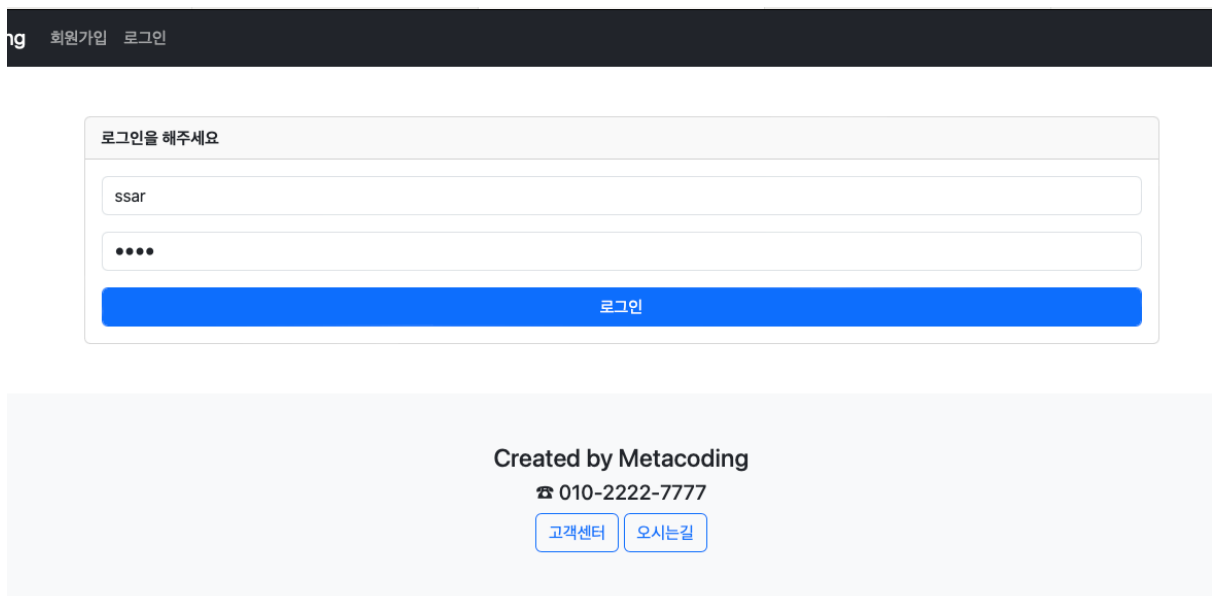 회원가입 로그인
로그인을 해주세요
ssar
••••
로그인
Created by Metacoding
☎ 010-2222-7777
고객센터 오시는길